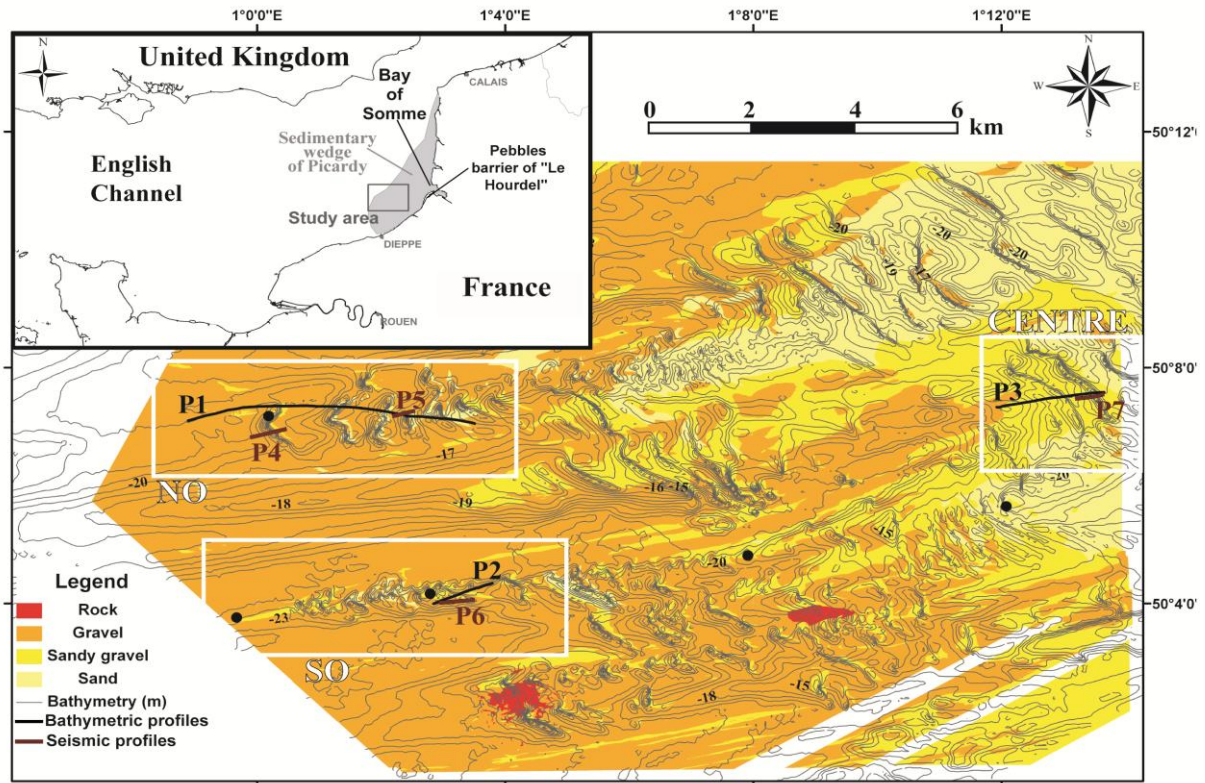 1°0'0"E
1°4'0"E
1°8'0"E
1°12'0"E
N
United Kingdom
Bay
of
Somme
CALAIS
Sedimentary
wedge
of Picardy
English
Channel
Pebbles
barrier of "Le
Hourdel"
Study area
DIEPPE
France
ROUEN
0 2 4 6
km
N
W E
S
50°12'0
50°8'0"
50°4'0"
-20
-19
-17
-20
-20
CENTRE
P3
P7
P1
P5
P4
-17
-20
NO
-18
-19
-16 -15
-20
-15
-20
P2
P6
-23
SO
-15
-18
Legend
Rock
Gravel
Sandy gravel
Sand
Bathymetry (m)
Bathymetric profiles
Seismic profiles